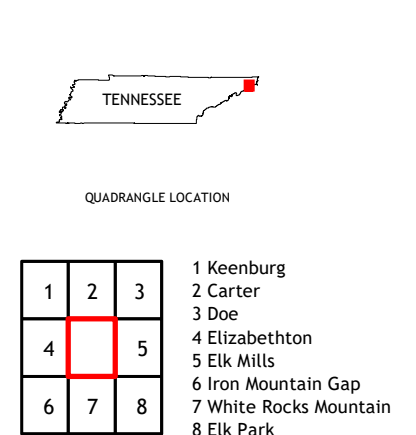 TENNESSEE
QUADRANGLE LOCATION
1 2 3
4 5
6 7 8
1 Keenburg
2 Carter
3 Doe
4 Elizabethton
5 Elk Mills
6 Iron Mountain Gap
7 White Rocks Mountain
8 Elk Park